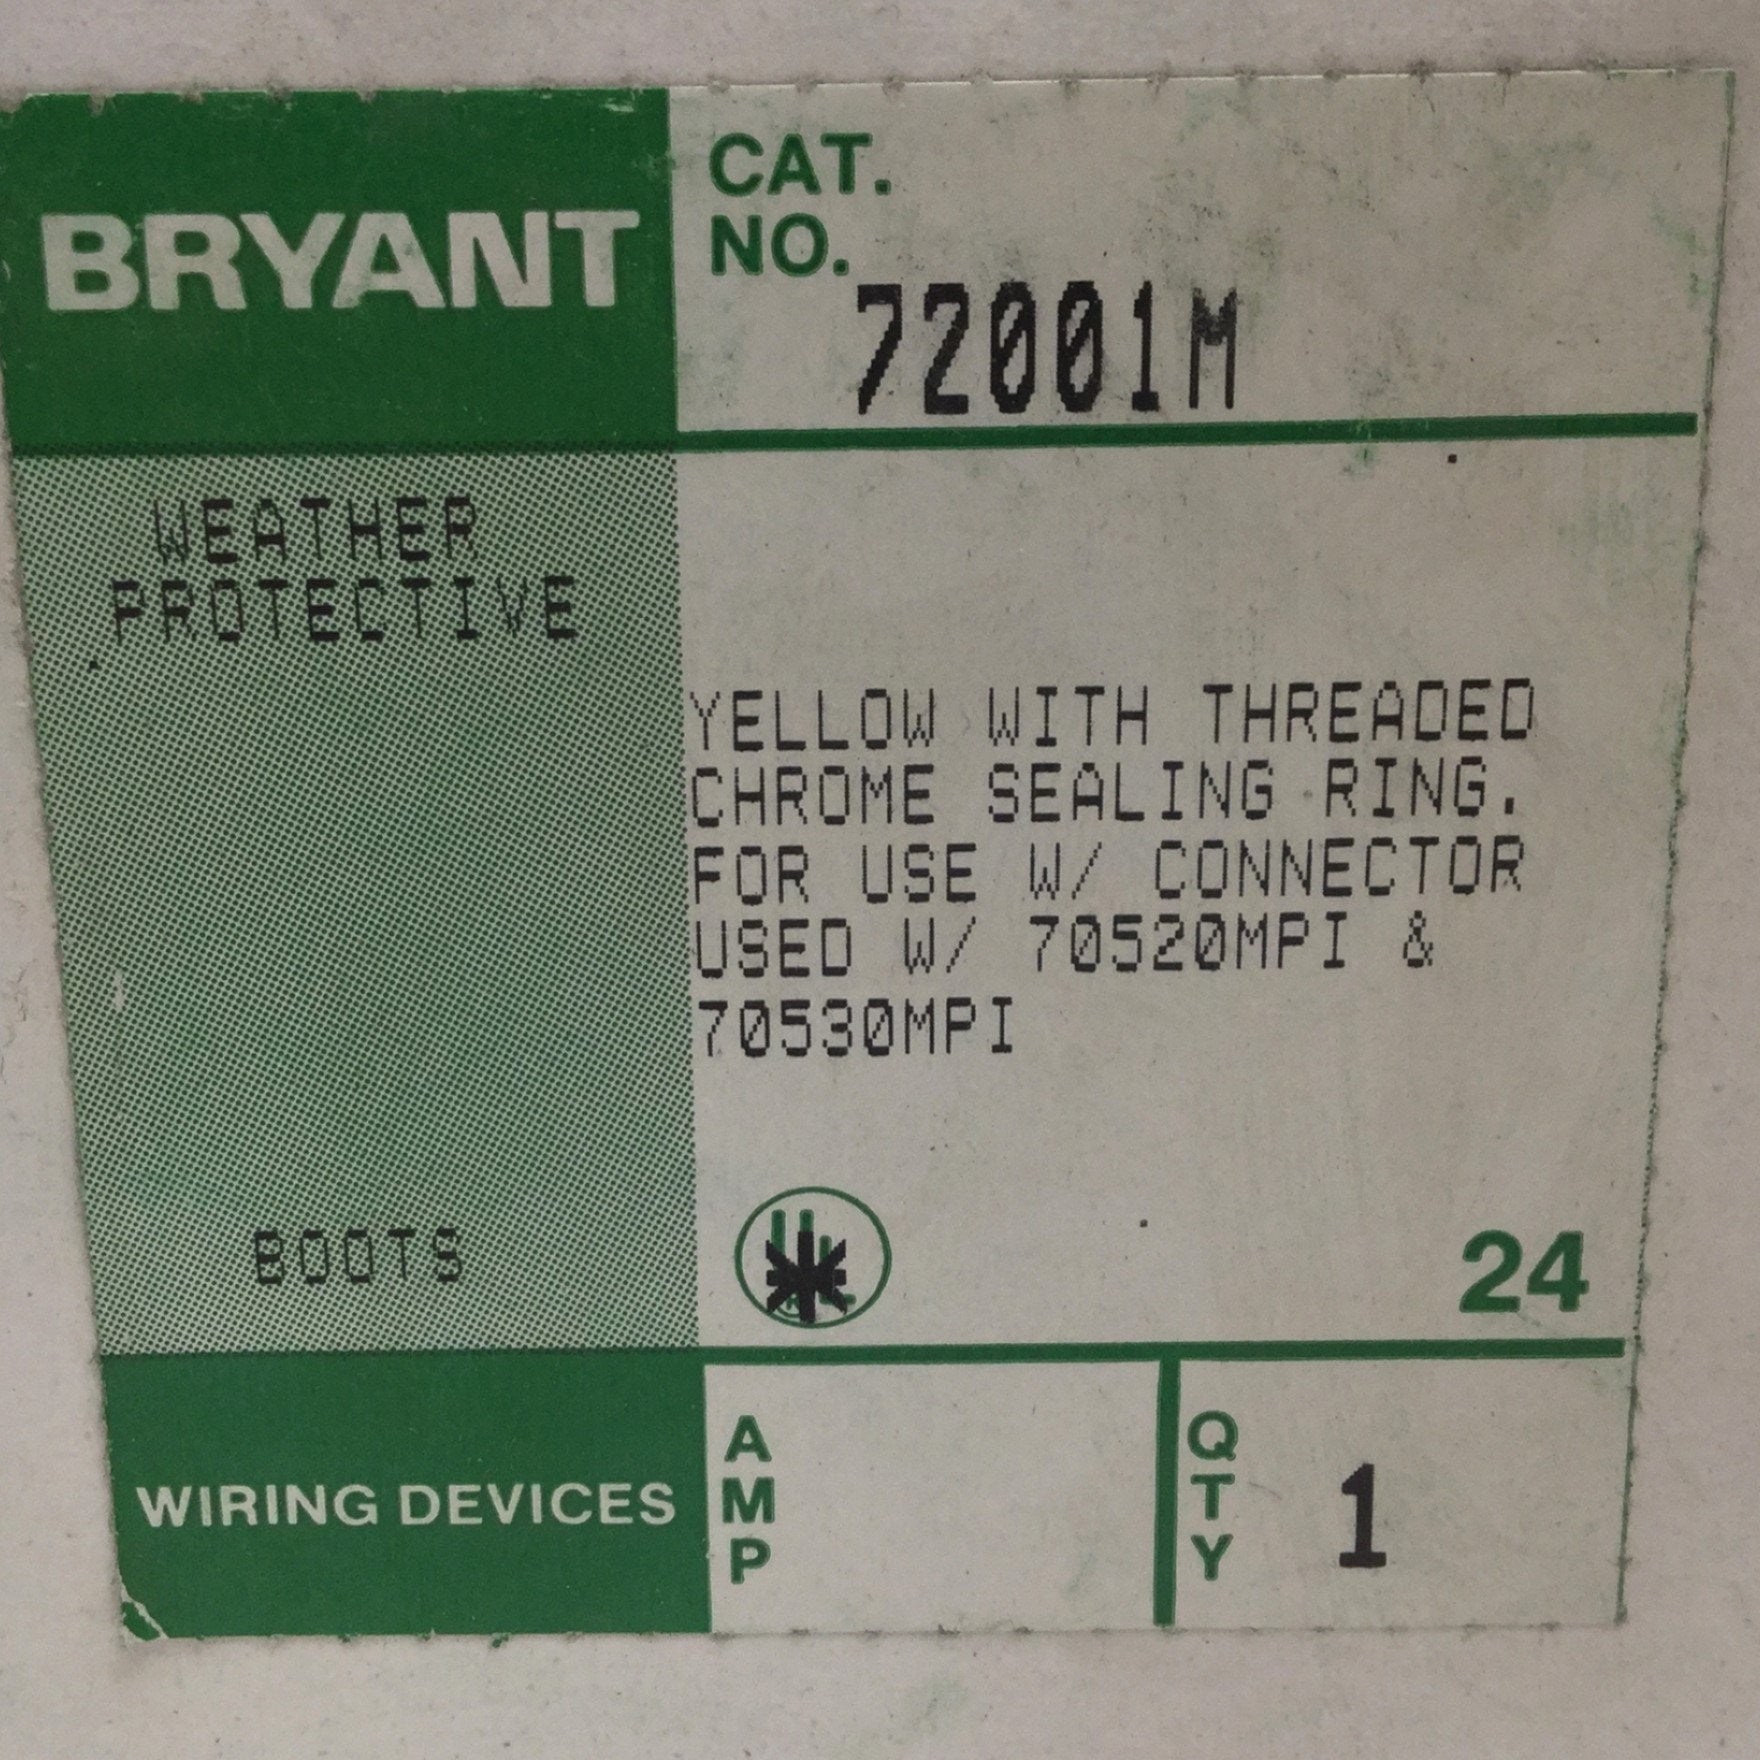 BRYANT
CAT.
NO.
72001M
WEATHER
PROTECTIVE
YELLOW WITH THREADED
CHROME SEALING RING.
FOR USE W/ CONNECTOR
USED W/ 70520MPI &
70530MPI
BOOTS
24
WIRING DEVICES
AMP
QTY
1